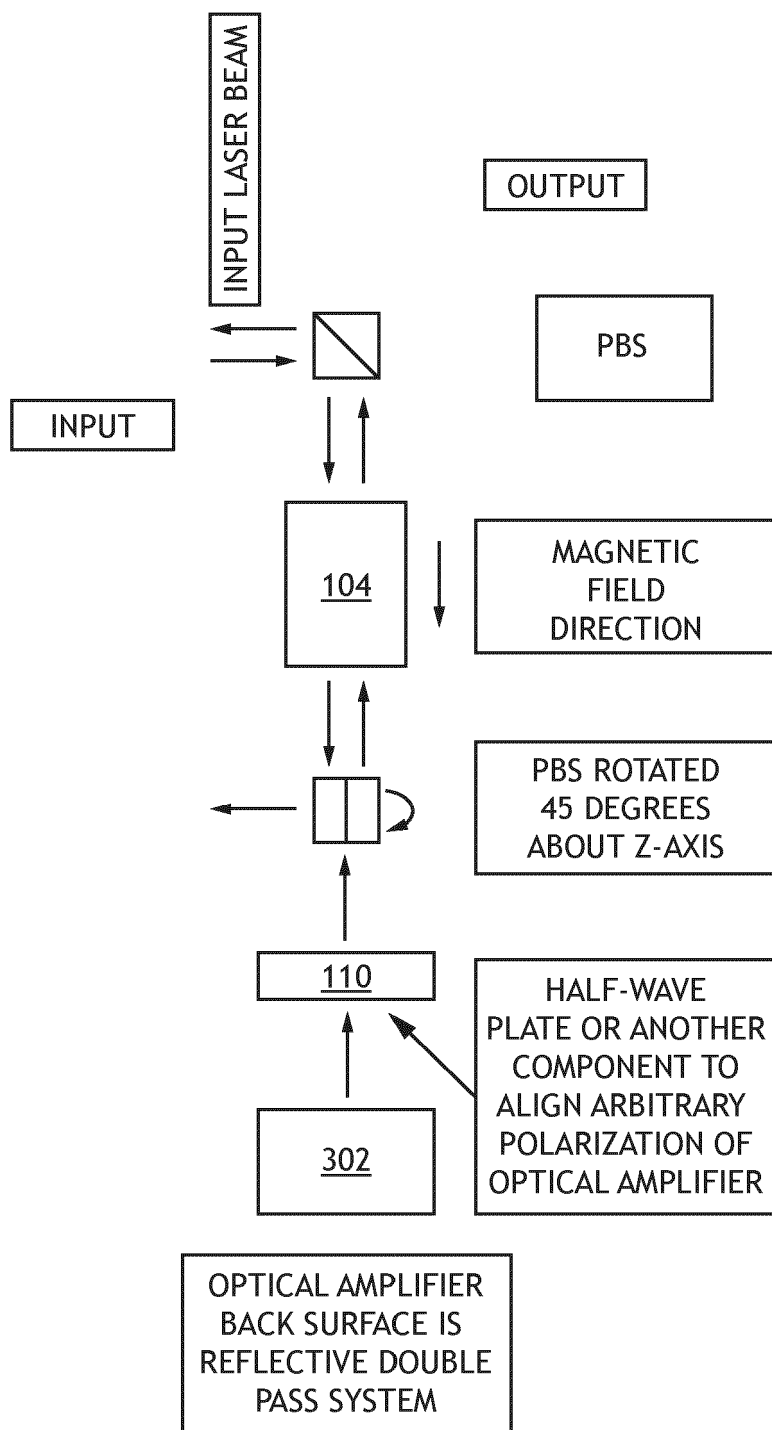 INPUT LASER BEAM
OUTPUT
PBS
INPUT
104
MAGNETIC
FIELD
DIRECTION
PBS ROTATED
45 DEGREES
ABOUT Z-AXIS
110
HALF-WAVE
PLATE OR ANOTHER
COMPONENT TO
ALIGN ARBITRARY
POLARIZATION OF
OPTICAL AMPLIFIER
302
OPTICAL AMPLIFIER
BACK SURFACE IS
REFLECTIVE DOUBLE
PASS SYSTEM